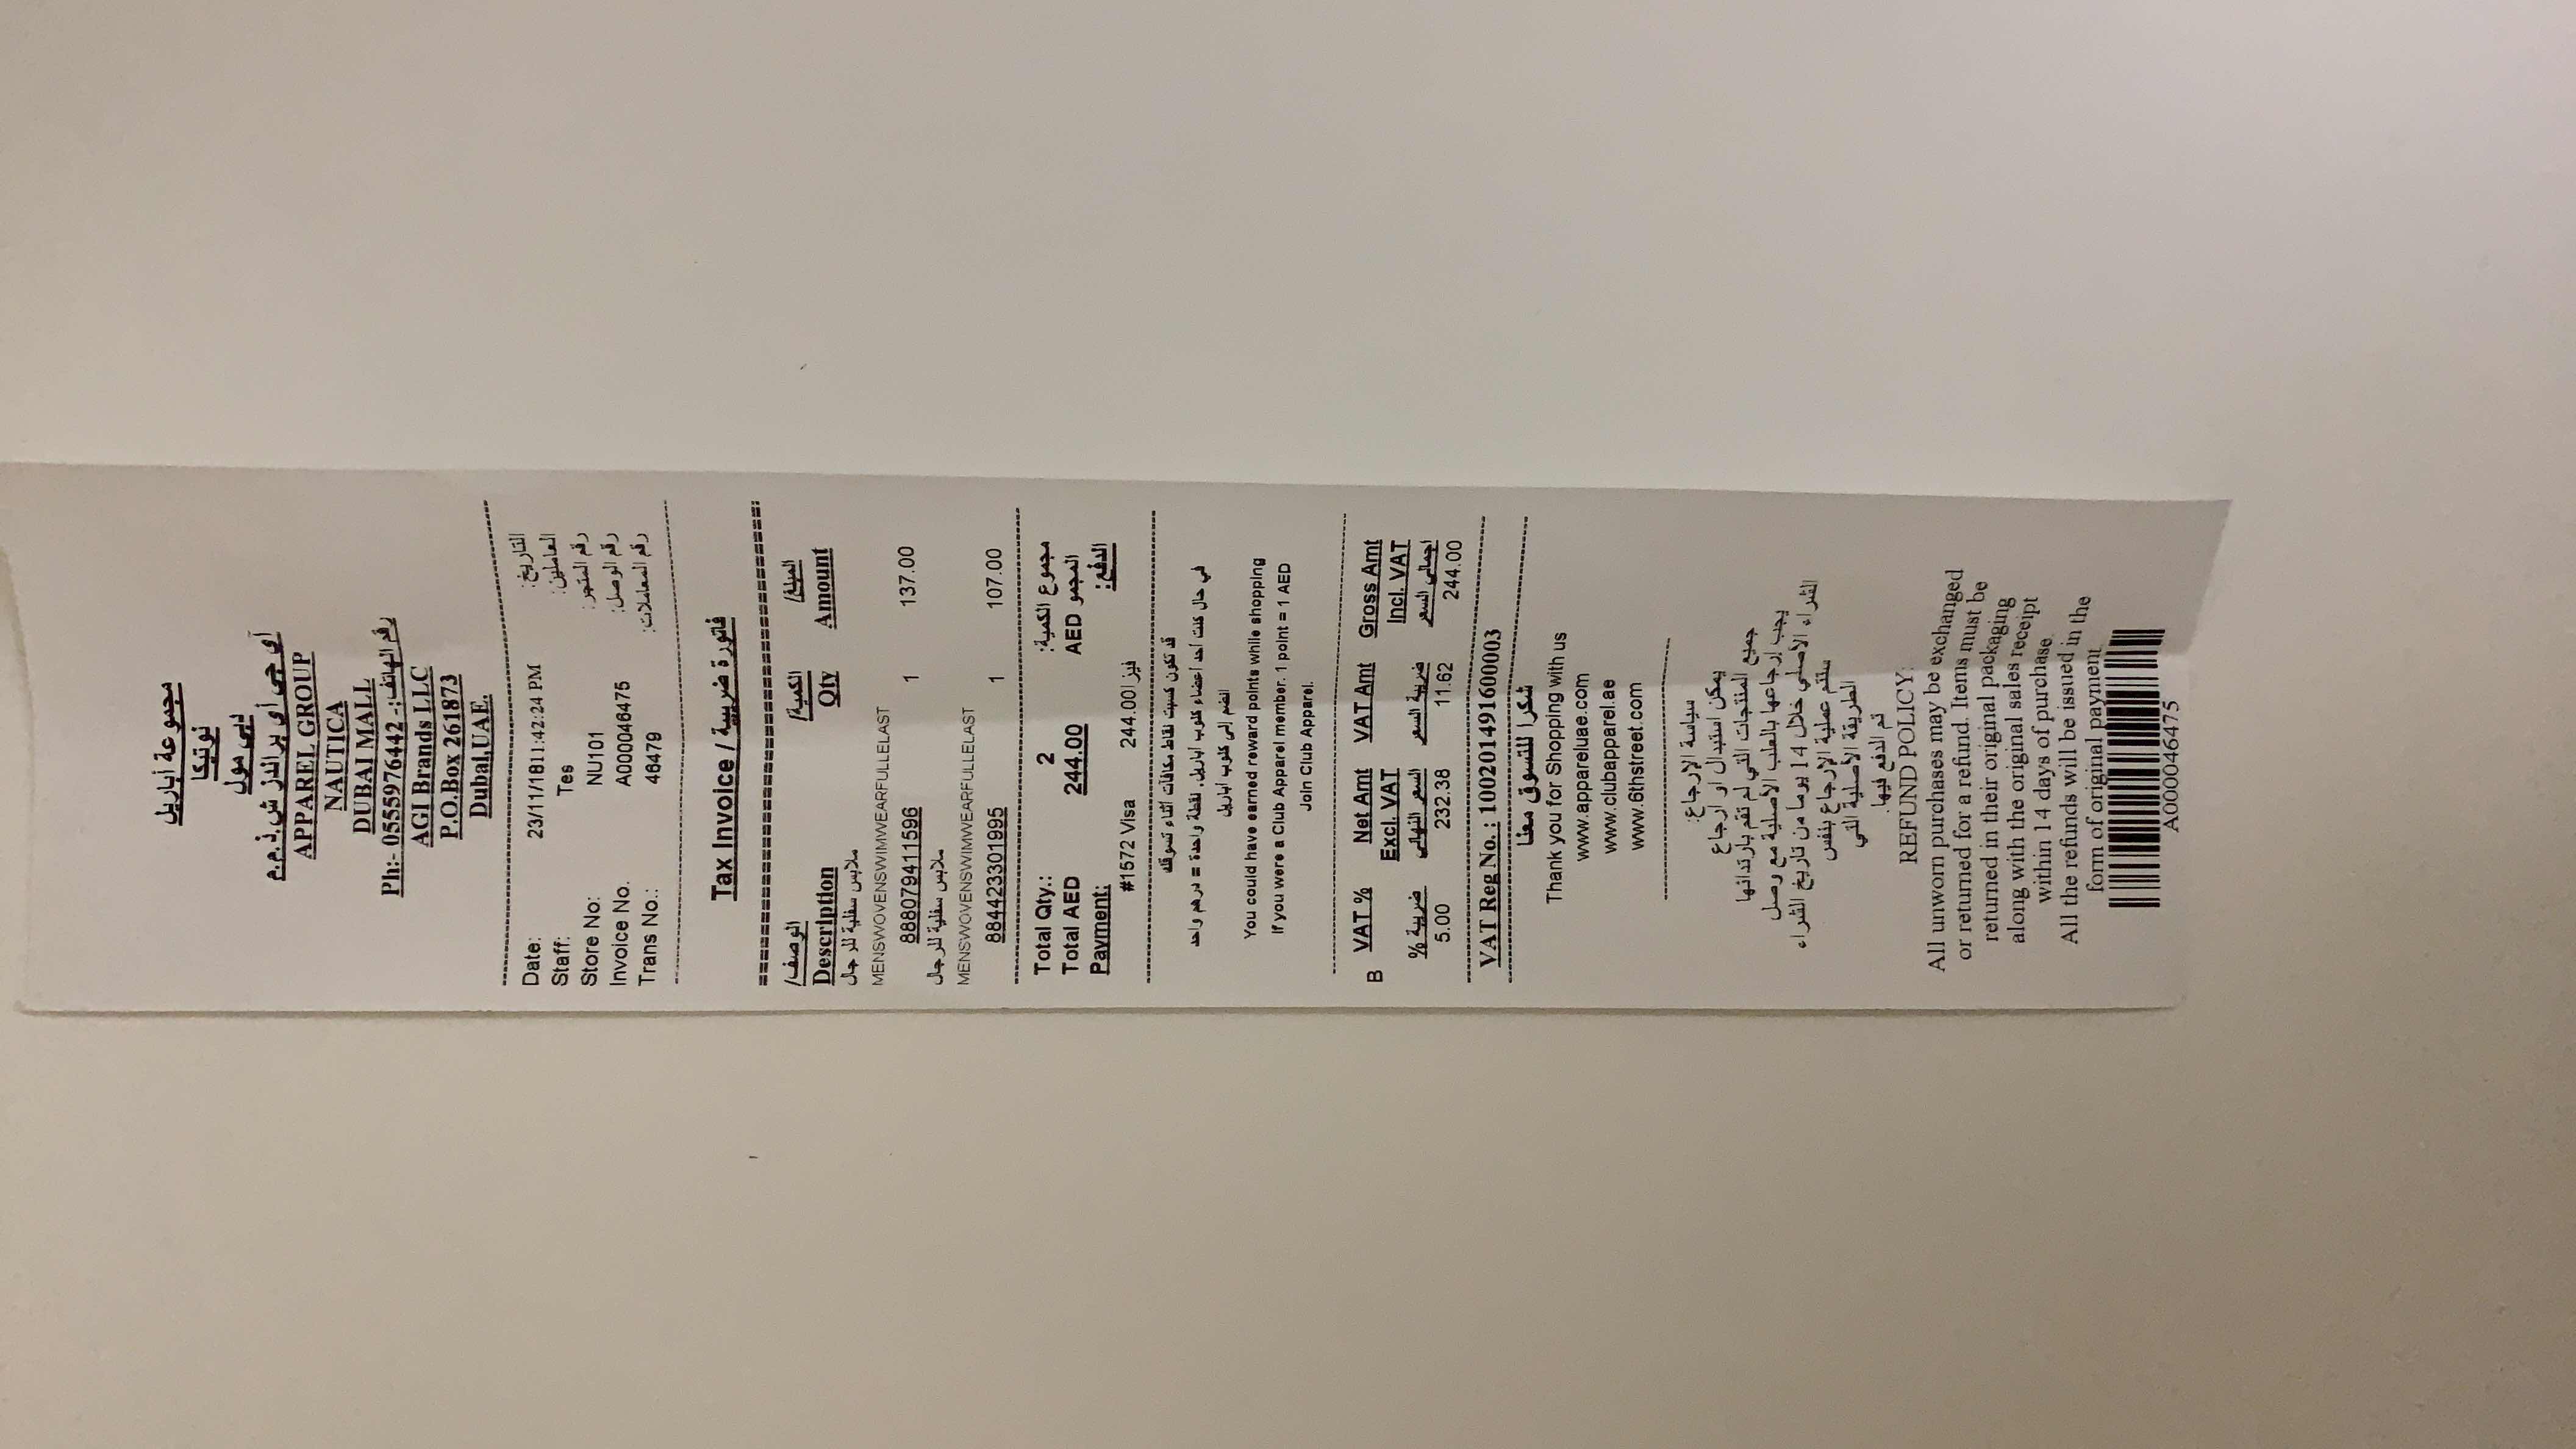 مجموعة أباريل
نوتيكا
دبي مول
آي جي أي براندز ش.ذ.م.م
APPAREL GROUP
NAUTICA
DUBAI MALL
Ph:- 0555976442 -:رقم الهاتف
AGI Brands LLC
P.O.Box 261873
Dubai,UAE.
Date: 23/11/1811:42:24 PM التاريخ:
Staff: Tes العاملين:
Store No: NU101 رقم المتجر:
Invoice No. A000046475 رقم الوصل:
Trans No.: 46479 رقم المعاملات:
Tax Invoice / فاتورة ضريبية
الوصف/ الكمية/ المبلغ/
Description Qty Amount
ملابس سفلية للرجال
MENSWOVENSWIMWEARFULLELAST
888079411596 1 137.00
ملابس سفلية للرجال
MENSWOVENSWIMWEARFULLELAST
884423301995 1 107.00
Total Qty.: 2 مجموع الكمية:
Total AED 244.00 المجمو AED
Payment: الدفع:
#1572 Visa 244.00 فيزا
قد تكون كسبت نقاط مكافآت أثناء تسوقك
في حال كنت أحد أعضاء كلوب أباريل. نقطة واحدة = درهم واحد
انضم إلى كلوب أباريل
You could have earned reward points while shopping
If you were a Club Apparel member. 1 point = 1 AED
Join Club Apparel.
B VAT % Net Amt VAT Amt Gross Amt
Excl. VAT Incl. VAT
ضريبة % السعر النهائي ضريبة السعر اجمالي السعر
5.00 232.38 11.62 244.00
VAT Reg No. : 100201491600003
شكرا للتسوق معنا
Thank you for Shopping with us
www.appareluae.com
www.clubapparel.ae
www.6thstreet.com
سياسة الإرجاع:
يمكن استبدال او ارجاع
جميع المنتجات التي لم تقم بارتدائها
يجب إرجاعها بالعلب الأصلية مع وصل
الشراء الأصلي خلال 14 يوما من تاريخ الشراء
ستتم عملية الإرجاع بنفس
الطريقة الأصلية التي
تم الدفع فيها.
REFUND POLICY:
All unworn purchases may be exchanged
or returned for a refund. Items must be
returned in their original packaging
along with the original sales receipt
within 14 days of purchase.
All the refunds will be issued in the
form of original payment
A000046475